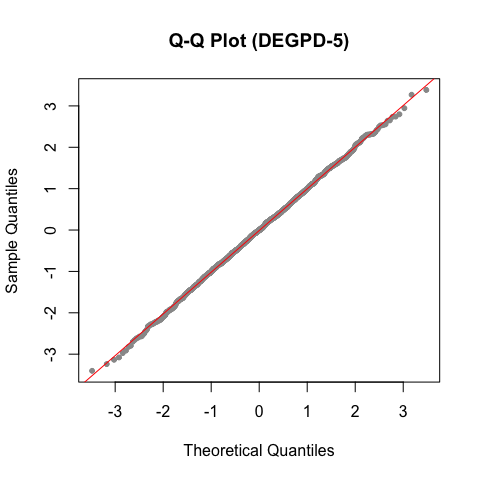 Q-Q Plot (DEGPD-5)
Sample Quantiles
3
2
1
0
-1
-2
-3
-3 -2 -1 0 1 2 3
Theoretical Quantiles